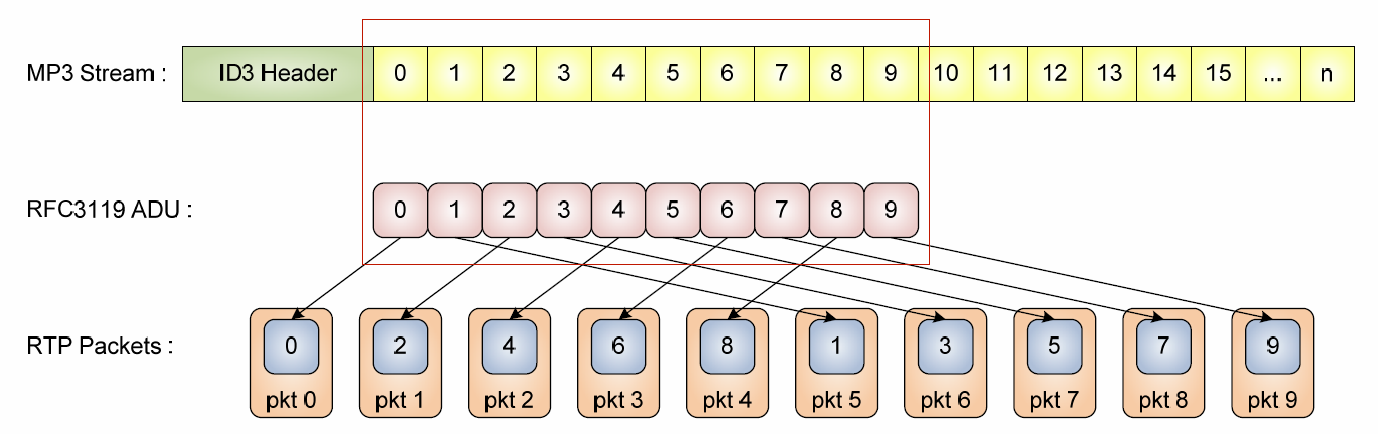 MP3 Stream : ID3 Header 0 1 2 3 4 5 6 7 8 9 10 11 12 13 14 15 ... n
RFC3119 ADU : 0 1 2 3 4 5 6 7 8 9
RTP Packets : 0 2 4 6 8 1 3 5 7 9
pkt 0 pkt 1 pkt 2 pkt 3 pkt 4 pkt 5 pkt 6 pkt 7 pkt 8 pkt 9